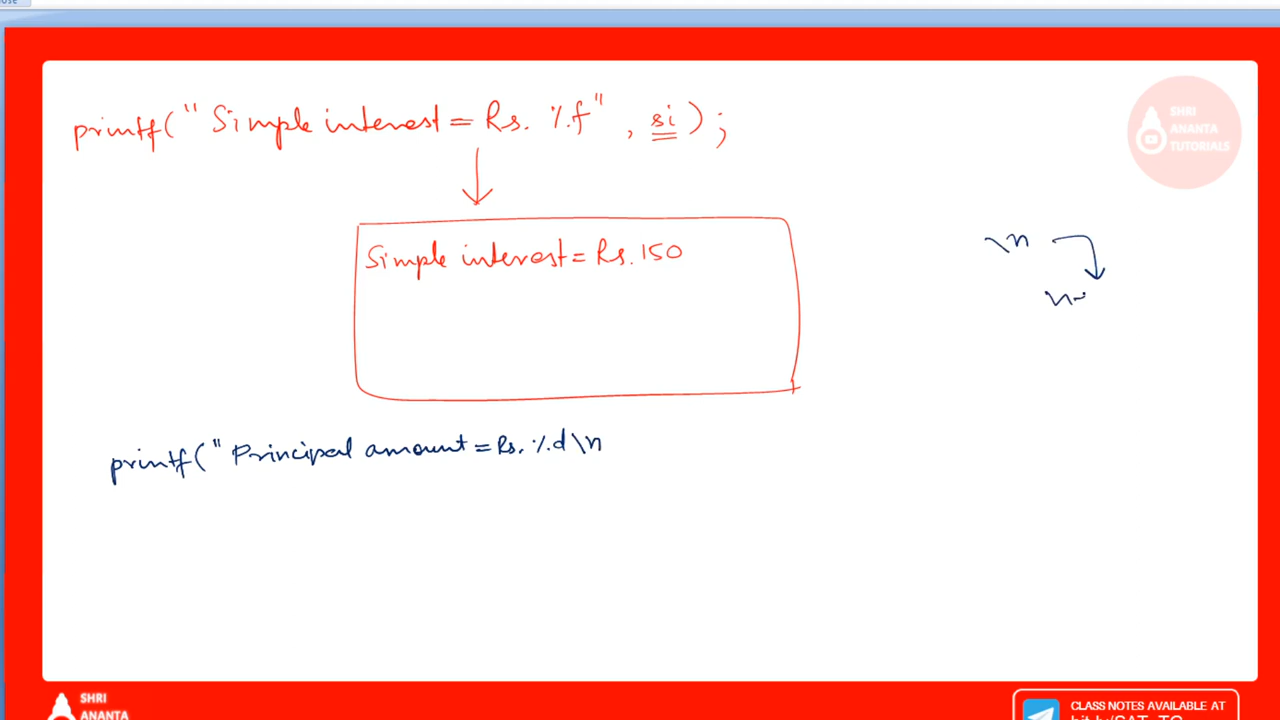 printf(" Simple interest = Rs. %f" , si ) ;
SHRI
ANANTA
TUTORIALS
\n
Simple interest = Rs. 150
printf(" Principal amount = Rs. %d\n
SHRI
ANANTA
CLASS NOTES AVAILABLE AT